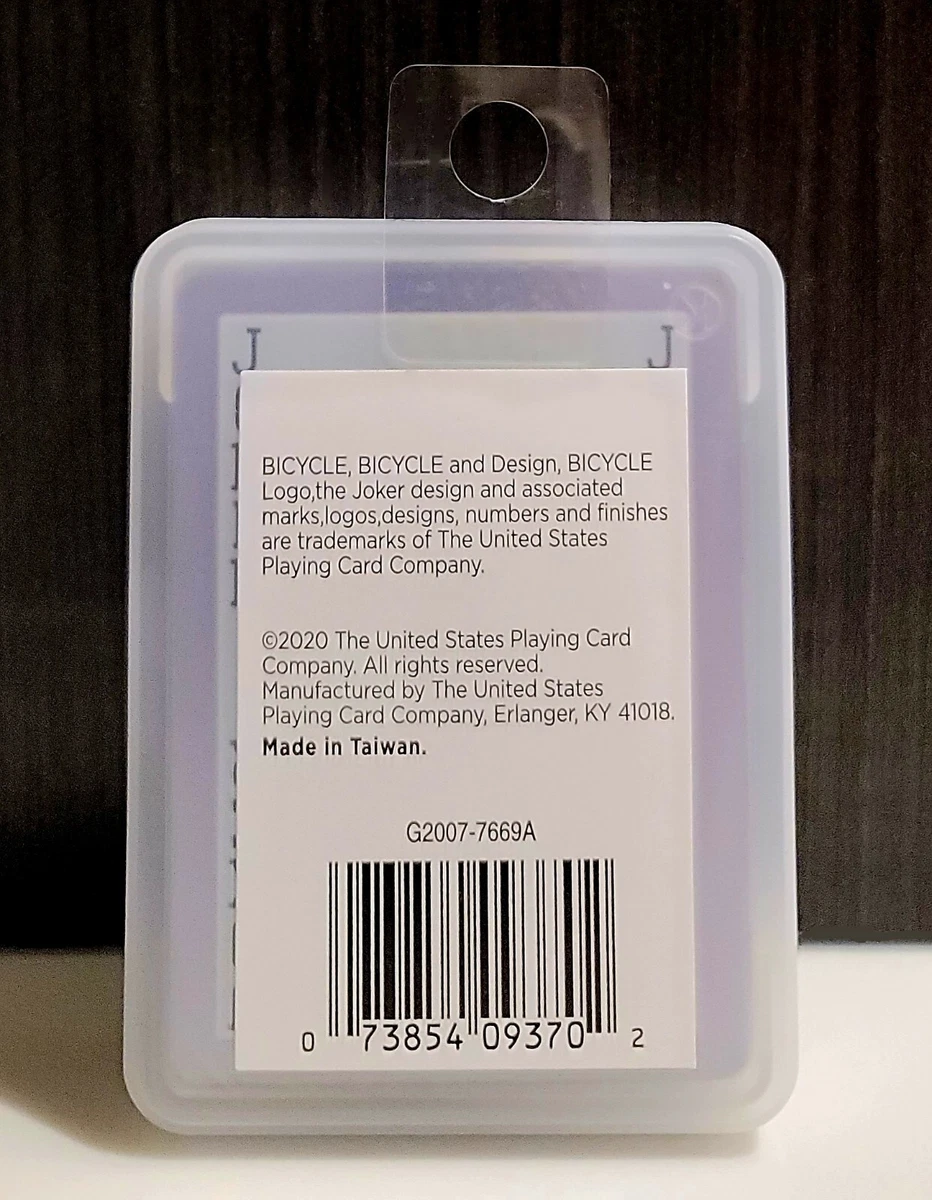 J J
BICYCLE, BICYCLE and Design, BICYCLE
Logo,the Joker design and associated
marks,logos,designs, numbers and finishes
are trademarks of The United States
Playing Card Company.
©2020 The United States Playing Card
Company. All rights reserved.
Manufactured by The United States
Playing Card Company, Erlanger, KY 41018.
Made in Taiwan.
G2007-7669A
0 73854 09370 2